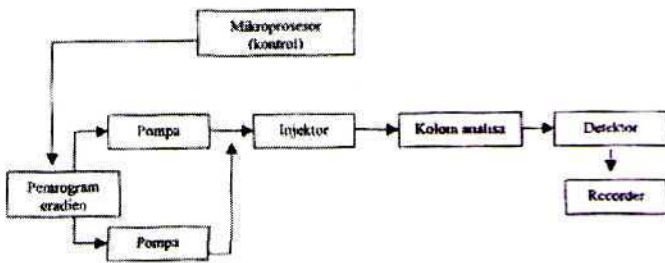 Mikroprosesor
(kontrol)
Pompa
Injektor
Kolom analisa
Detektor
Pemrogram
gradien
Recorder
Pompa